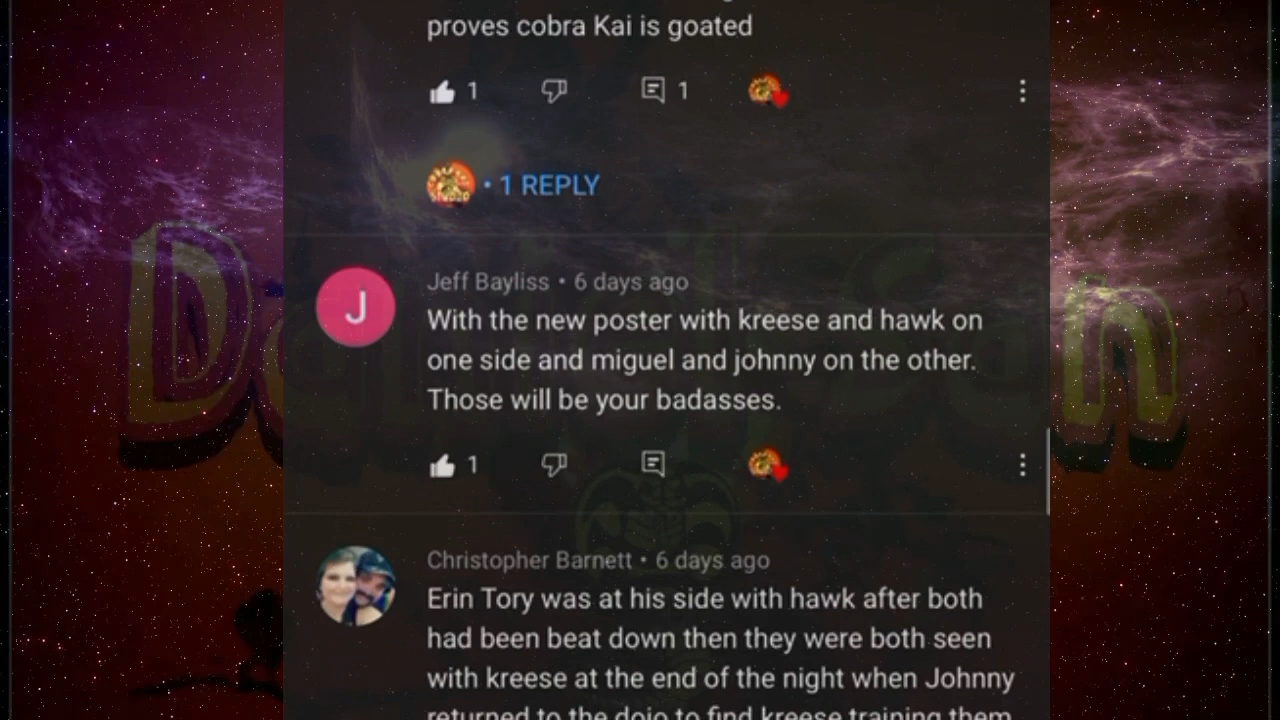 proves cobra Kai is goated
1
1
• 1 REPLY
J
Jeff Bayliss • 6 days ago
With the new poster with kreese and hawk on
one side and miguel and johnny on the other.
Those will be your badasses.
1
Christopher Barnett • 6 days ago
Erin Tory was at his side with hawk after both
had been beat down then they were both seen
with kreese at the end of the night when Johnny
returned to the dojo to find kreese training them